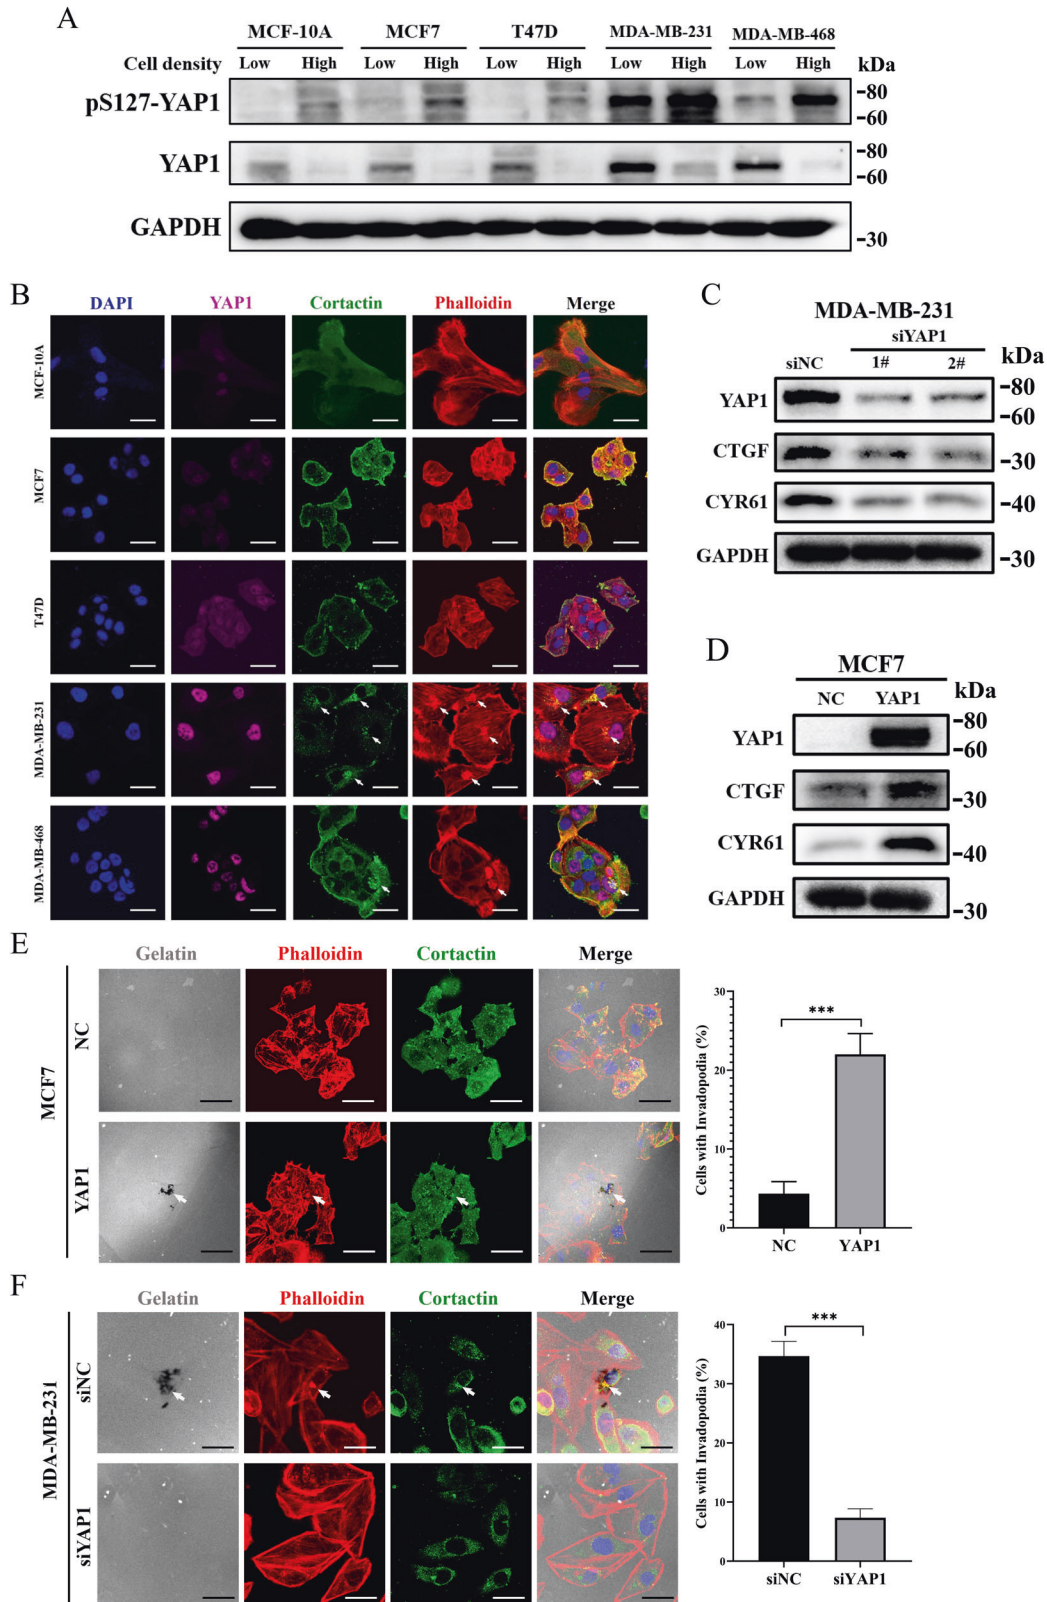 A
MCF-10A MCF7 T47D MDA-MB-231 MDA-MB-468
Cell density Low High Low High Low High Low High Low High kDa
pS127-YAP1 -80
-60
YAP1 -80
-60
GAPDH -30
B
DAPI YAP1 Cortactin Phalloidin Merge
MCF-10A
MCF7
T47D
MDA-MB-231
MDA-MB-468
C
MDA-MB-231
siYAP1
siNC 1# 2# kDa
YAP1 -80
-60
CTGF -30
CYR61 -40
GAPDH -30
D
MCF7
NC YAP1 kDa
YAP1 -80
-60
CTGF -30
CYR61 -40
GAPDH -30
E
Gelatin Phalloidin Cortactin Merge
MCF7
NC
YAP1
Cells with Invadopodia (%)
30
20
10
0
***
NC YAP1
F
Gelatin Phalloidin Cortactin Merge
MDA-MB-231
siNC
siYAP1
Cells with Invadopodia (%)
40
30
20
10
0
***
siNC siYAP1